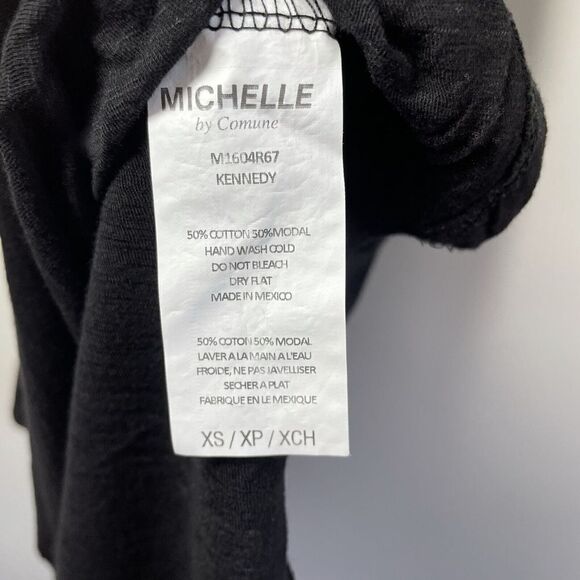 MICHELLE
by Comune
M1604R67
KENNEDY
50% COTTON 50%MODAL
HAND WASH COLD
DO NOT BLEACH
DRY FLAT
MADE IN MEXICO
50% COTON 50% MODAL
LAVER A LA MAIN A L'EAU
FROIDE, NE PAS JAVELLISER
SECHER A PLAT
FABRIQUE EN LE MEXIQUE
XS / XP / XCH